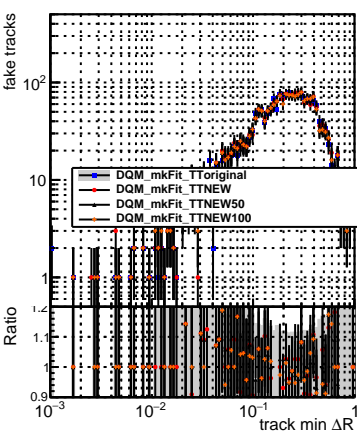 fake tracks
10²
DQM_mkFit_TToriginal
DQM_mkFit_TTNEW
DQM_mkFit_TTNEW50
DQM_mkFit_TTNEW100
10
1
Ratio
1.2
1.1
1
0.9
10⁻³ 10⁻² 10⁻¹ 1
track min ΔR